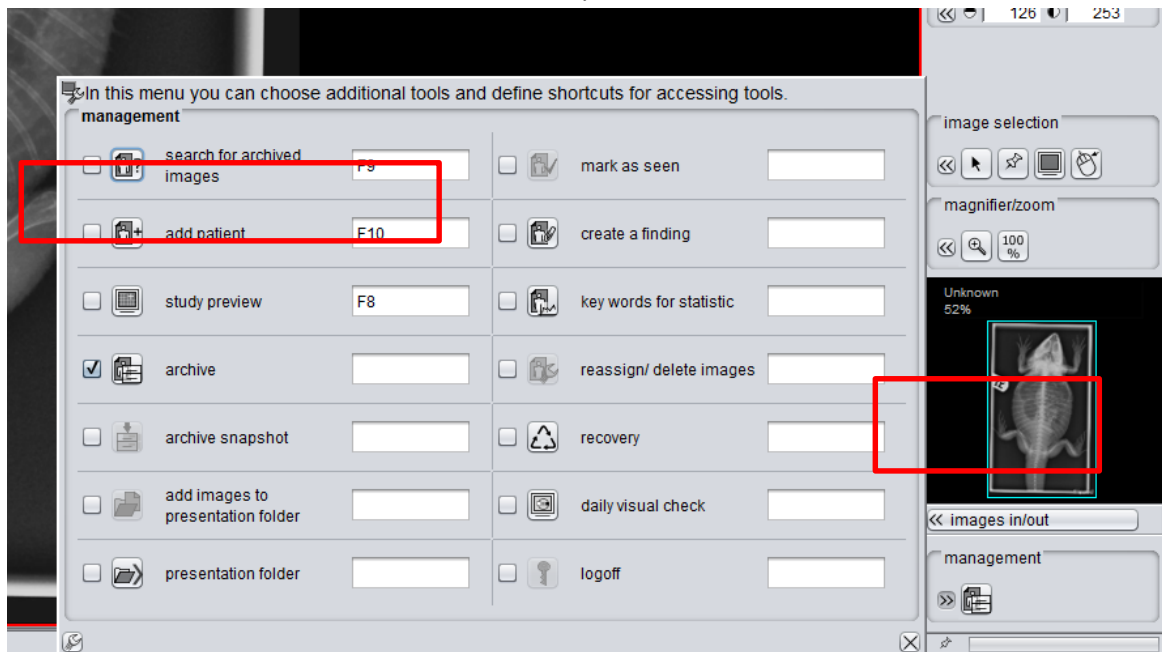 126 253
In this menu you can choose additional tools and define shortcuts for accessing tools.
management
search for archived
images
F9
mark as seen
add patient
F10
create a finding
study preview
F8
key words for statistic
archive
reassign/ delete images
archive snapshot
recovery
add images to
presentation folder
daily visual check
presentation folder
logoff
image selection
magnifier/zoom
100
%
Unknown
52%
images in/out
management